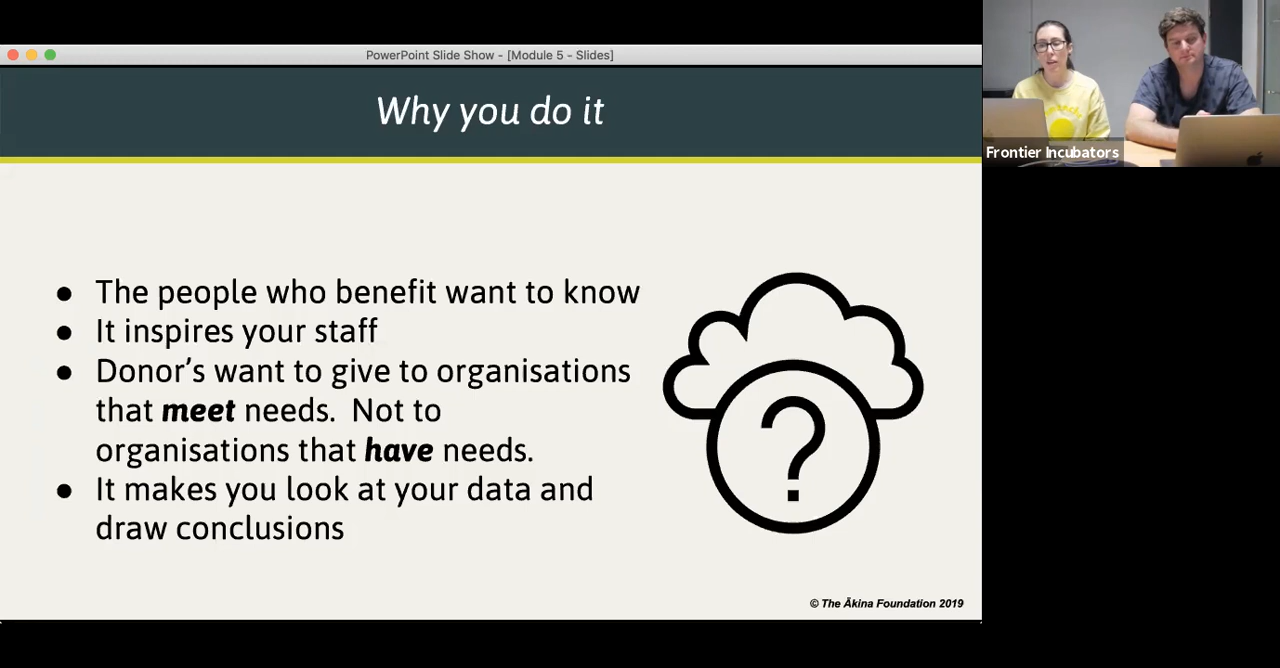 PowerPoint Slide Show - [Module 5 - Slides]
Why you do it
Frontier Incubators
● The people who benefit want to know
● It inspires your staff
● Donor’s want to give to organisations
that meet needs.  Not to
organisations that have needs.
● It makes you look at your data and
draw conclusions
?
© The Ākina Foundation 2019